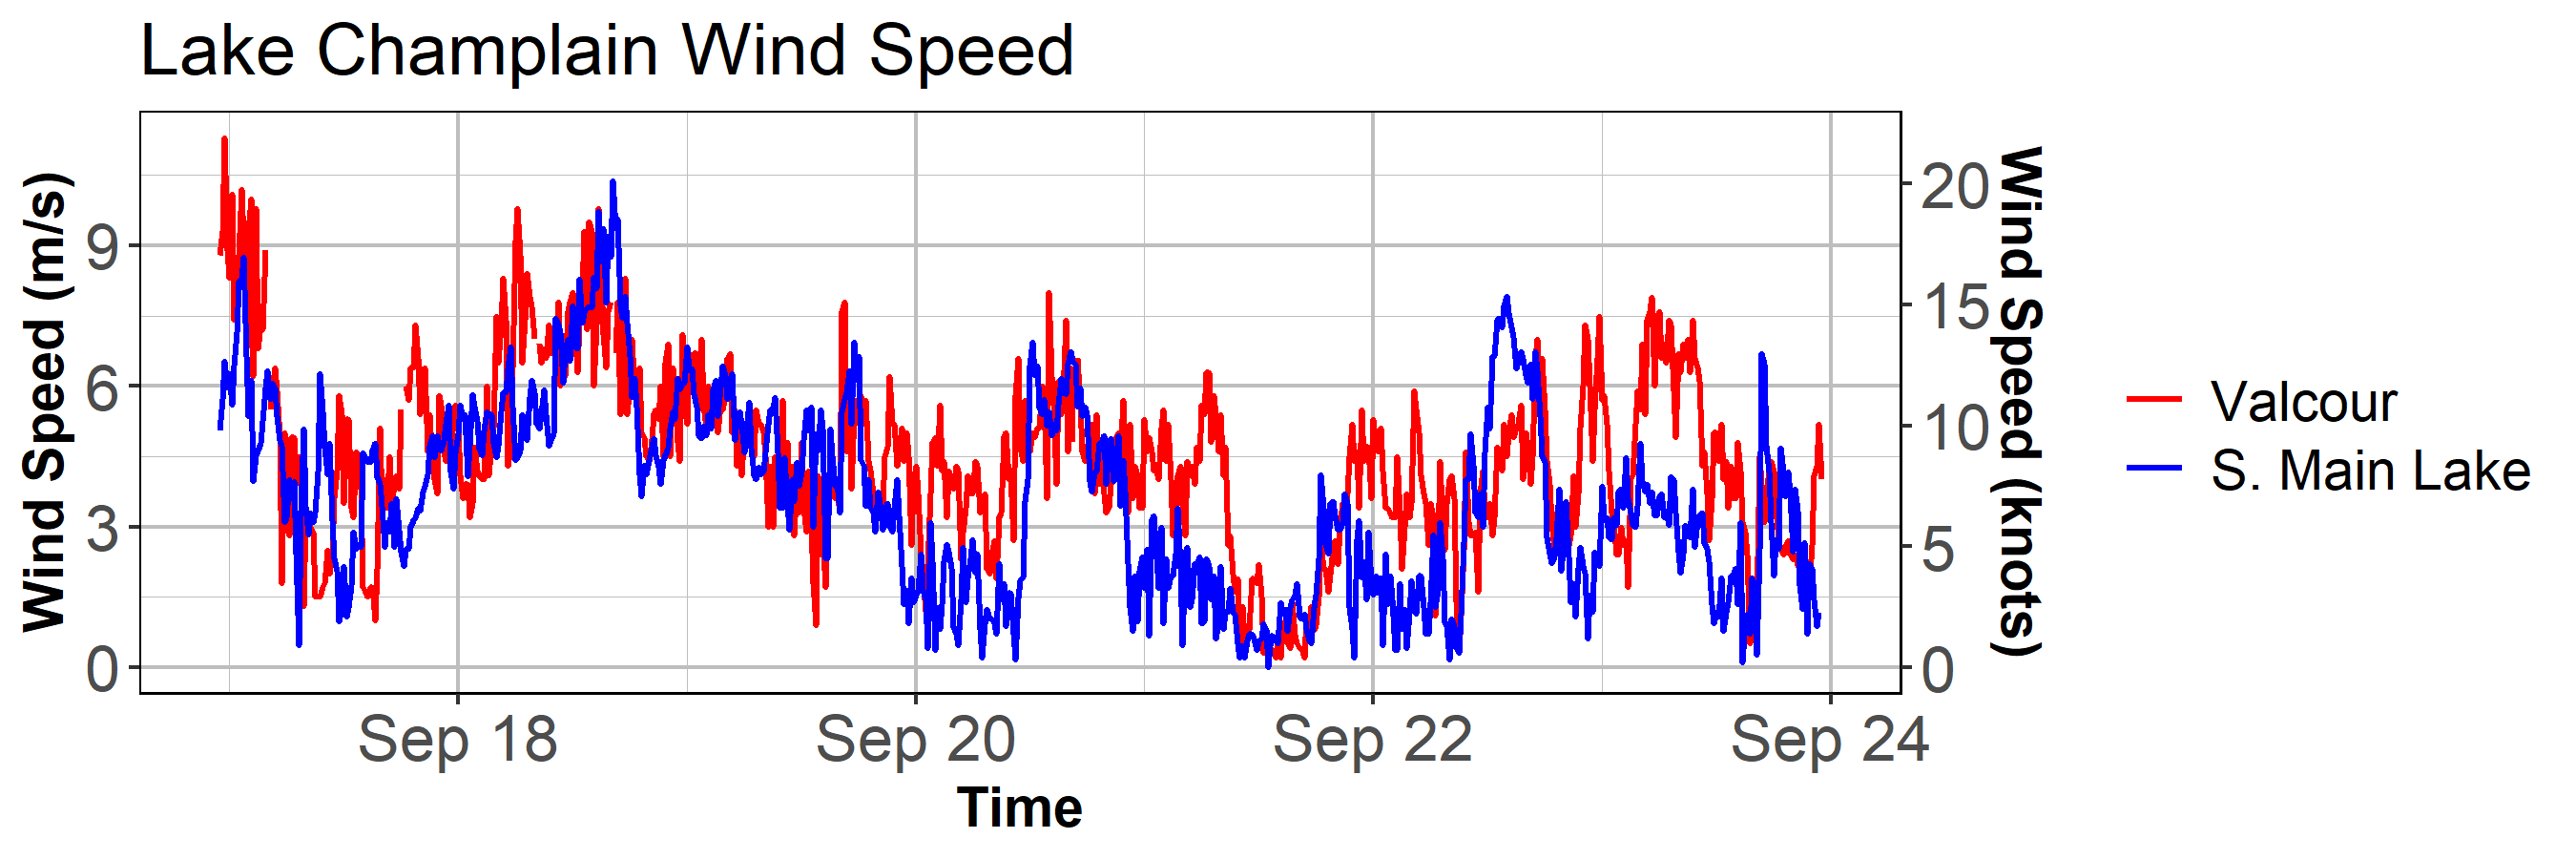 Lake Champlain Wind Speed
Wind Speed (m/s)
9
6
3
0
20
15
10
5
0
Wind Speed (knots)
Sep 18
Sep 20
Sep 22
Sep 24
Time
Valcour
S. Main Lake